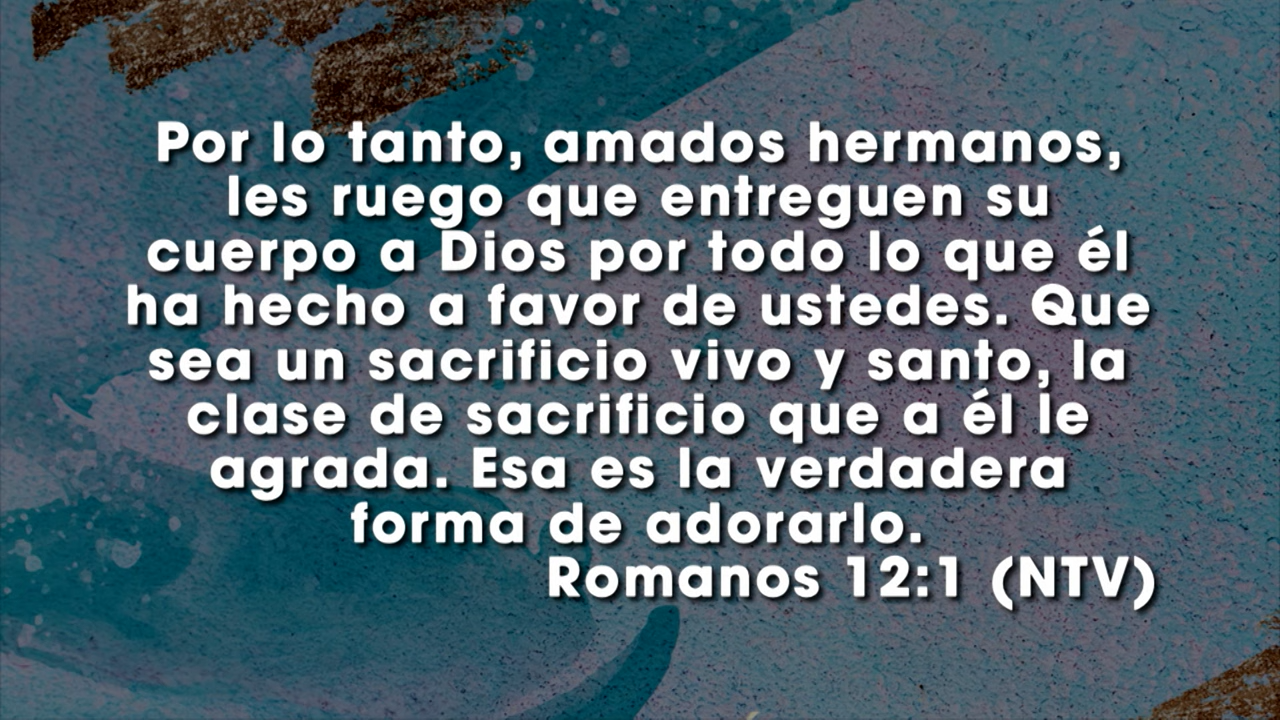 Por lo tanto, amados hermanos,
les ruego que entreguen su
cuerpo a Dios por todo lo que él
ha hecho a favor de ustedes. Que
sea un sacrificio vivo y santo, la
clase de sacrificio que a él le
agrada. Esa es la verdadera
forma de adorarlo.
Romanos 12:1 (NTV)